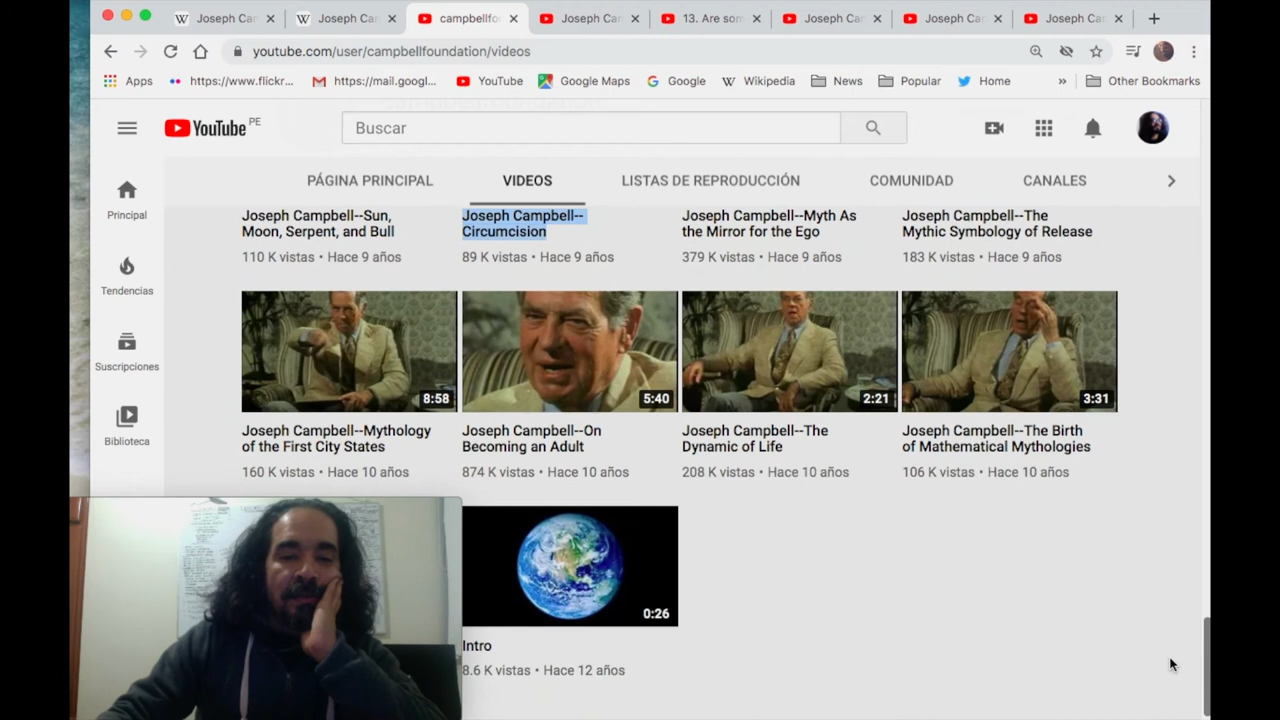 Joseph Car
Joseph Car
campbellfo
Joseph Car
13. Are som
Joseph Ca
Joseph Ca
Joseph Ca
youtube.com/user/campbellfoundation/videos
Apps
https://www.flickr...
https://mail.googl...
YouTube
Google Maps
Google
Wikipedia
News
Popular
Home
»
Other Bookmarks
YouTube PE
Buscar
PÁGINA PRINCIPAL
VIDEOS
LISTAS DE REPRODUCCIÓN
COMUNIDAD
CANALES
Principal
Tendencias
Suscripciones
Biblioteca
Joseph Campbell--Sun,
Moon, Serpent, and Bull
110 K vistas • Hace 9 años
Joseph Campbell--
Circumcision
89 K vistas • Hace 9 años
Joseph Campbell--Myth As
the Mirror for the Ego
379 K vistas • Hace 9 años
Joseph Campbell--The
Mythic Symbology of Release
183 K vistas • Hace 9 años
8:58
Joseph Campbell--Mythology
of the First City States
160 K vistas • Hace 10 años
5:40
Joseph Campbell--On
Becoming an Adult
874 K vistas • Hace 10 años
2:21
Joseph Campbell--The
Dynamic of Life
208 K vistas • Hace 10 años
3:31
Joseph Campbell--The Birth
of Mathematical Mythologies
106 K vistas • Hace 10 años
0:26
Intro
8.6 K vistas • Hace 12 años